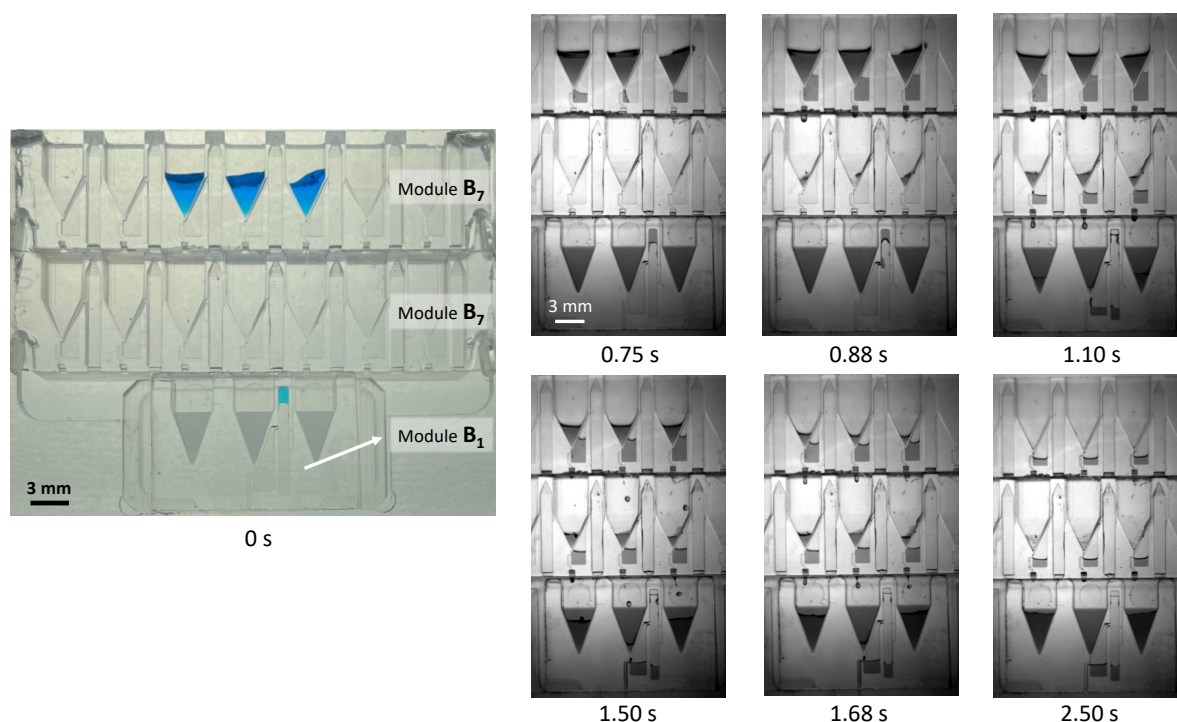 Module B7
Module B7
Module B1
3 mm
0 s
3 mm
0.75 s
0.88 s
1.10 s
1.50 s
1.68 s
2.50 s